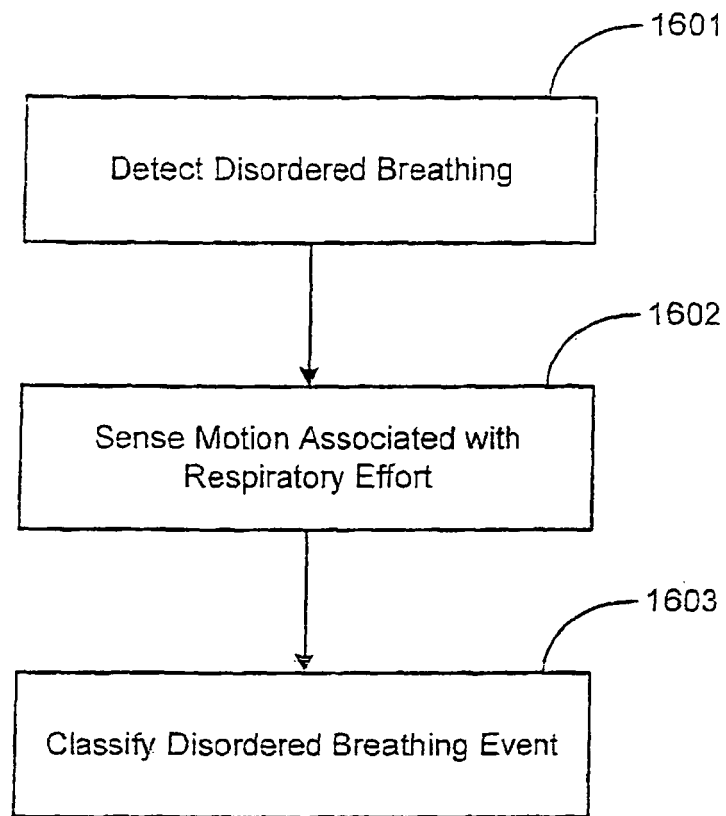 1601
Detect Disordered Breathing
1602
Sense Motion Associated with
Respiratory Effort
1603
Classify Disordered Breathing Event